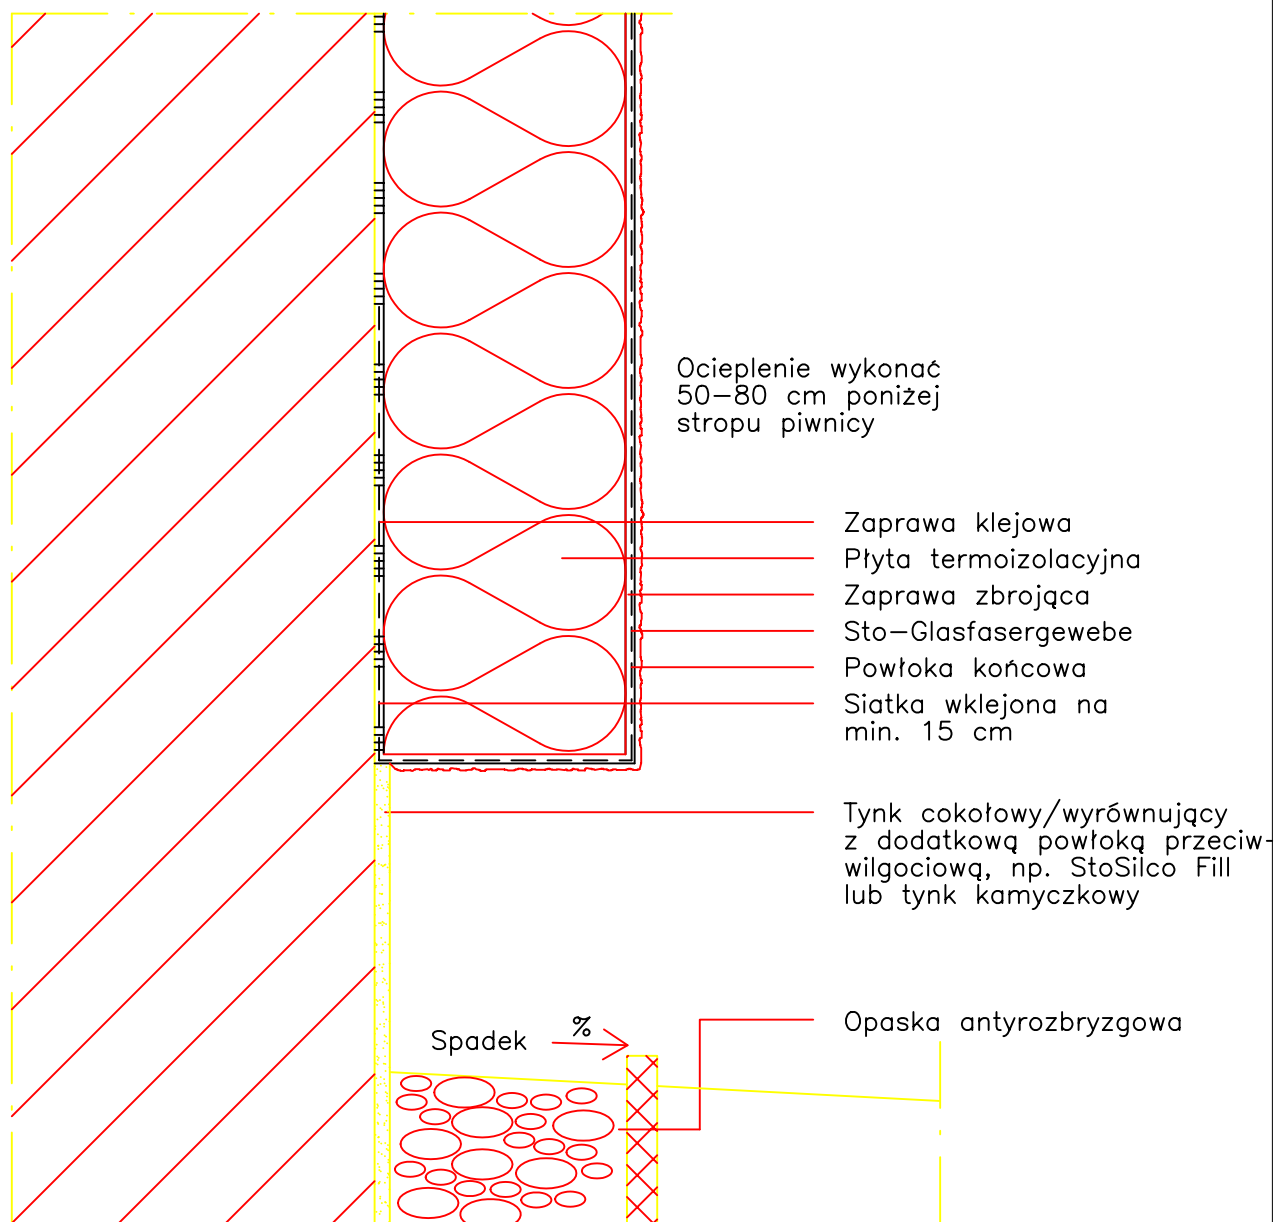 Ocieplenie wykonać
50–80 cm poniżej
stropu piwnicy
Zaprawa klejowa
Płyta termoizolacyjna
Zaprawa zbrojąca
Sto–Glasfasergewebe
Powłoka końcowa
Siatka wklejona na
min. 15 cm
Tynk cokołowy/wyrównujący
z dodatkową powłoką przeciw-
wilgociową, np. StoSilco Fill
lub tynk kamyczkowy
Opaska antyrozbryzgowa
Spadek %